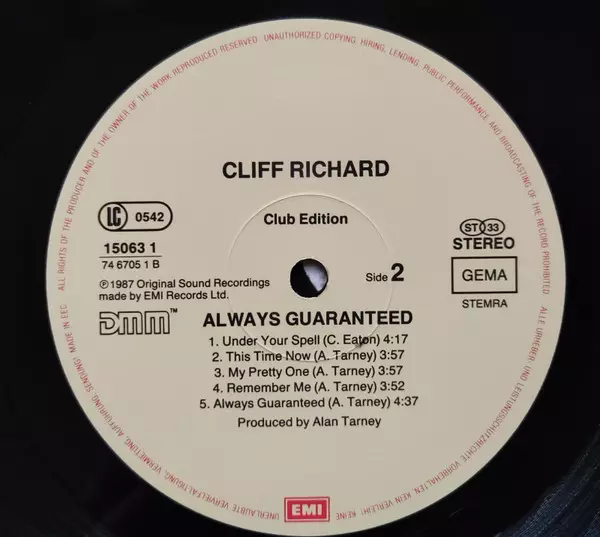 ALL RIGHTS OF THE PRODUCER AND OF THE OWNER OF THE WORK REPRODUCED RESERVED · UNAUTHORIZED COPYING, HIRING, LENDING, PUBLIC PERFORMANCE AND BROADCASTING OF THE RECORD PROHIBITED
CLIFF RICHARD
LC 0542
Club Edition
ST 33
STEREO
15063 1
74 6705 1 B
GEMA
STEMRA
Side 2
℗ 1987 Original Sound Recordings
made by EMI Records Ltd.
DMM™
ALWAYS GUARANTEED
1. Under Your Spell (C. Eaton) 4:17
2. This Time Now (A. Tarney) 3:57
3. My Pretty One (A. Tarney) 3:57
4. Remember Me (A. Tarney) 3:52
5. Always Guaranteed (A. Tarney) 4:37
Produced by Alan Tarney
EMI
ALLE URHEBER- UND LEISTUNGSSCHUTZRECHTE VORBEHALTEN. KEIN VERLEIH! KEINE UNERLAUBTE VERVIELFÄLTIGUNG, VERMIETUNG, AUFFÜHRUNG, SENDUNG! MADE IN EEC